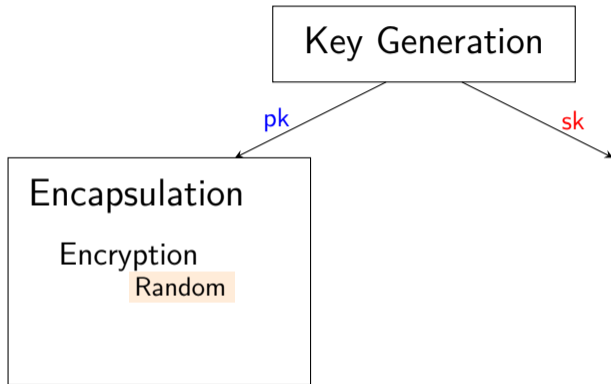 Key Generation
pk
sk
Encapsulation
Encryption
Random